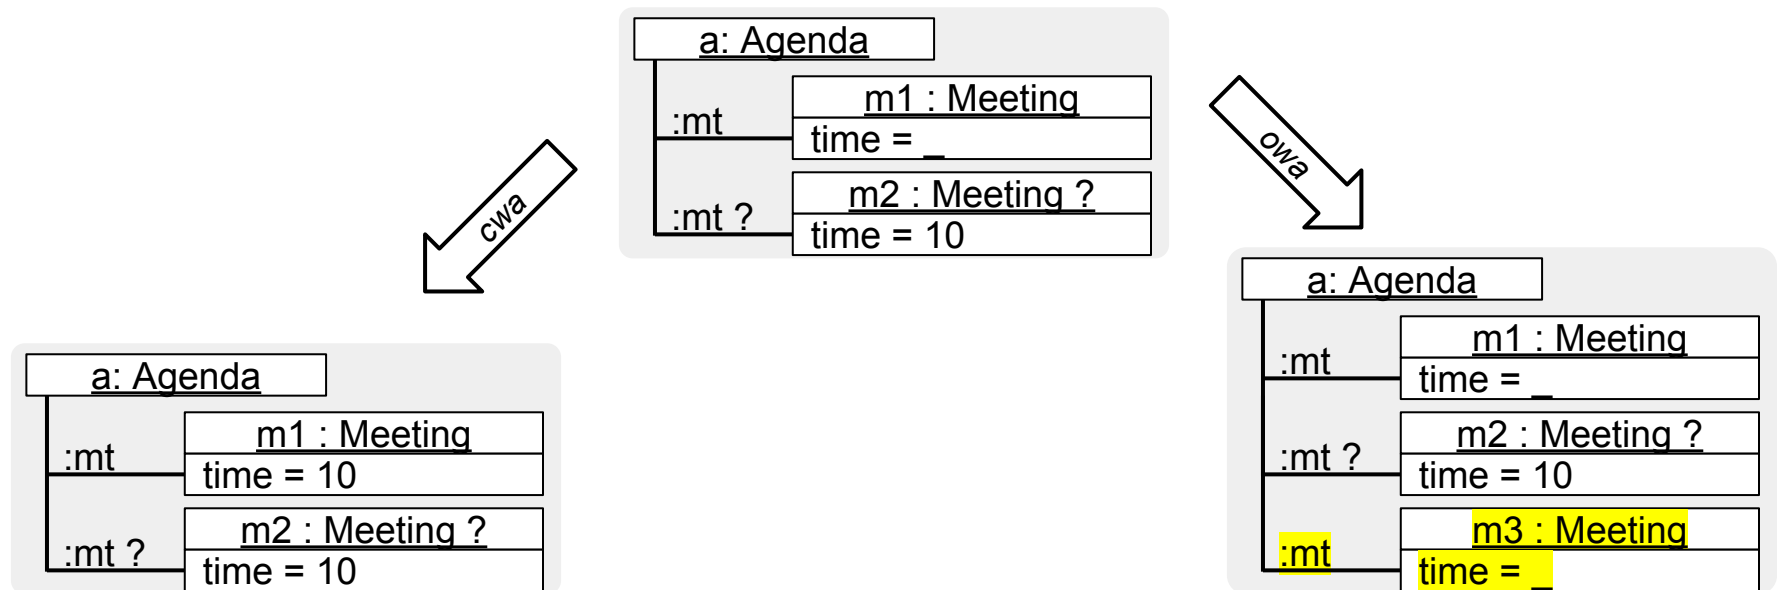 a: Agenda
:mt
m1 : Meeting
time = _
:mt ?
m2 : Meeting ?
time = 10
cwa
owa
a: Agenda
:mt
m1 : Meeting
time = 10
:mt ?
m2 : Meeting ?
time = 10
a: Agenda
:mt
m1 : Meeting
time = _
:mt ?
m2 : Meeting ?
time = 10
:mt
m3 : Meeting
time = _